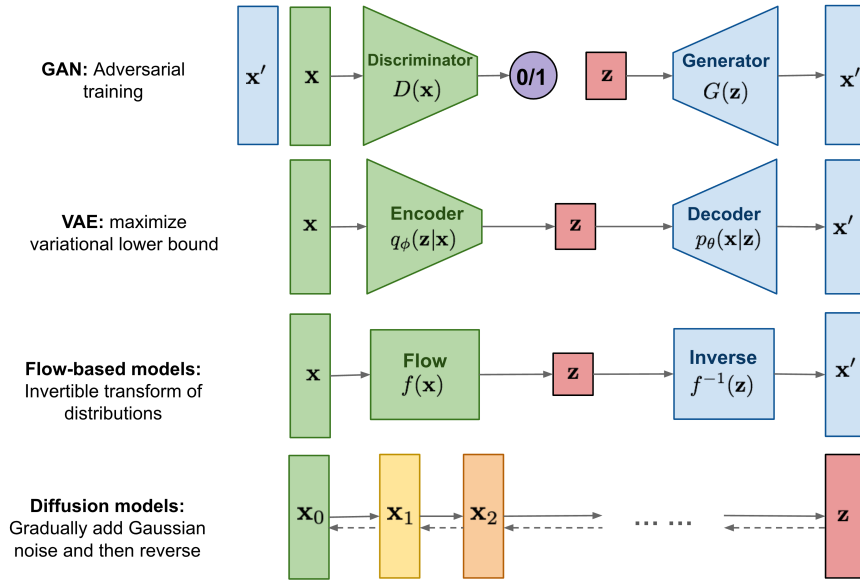 GAN: Adversarial
training
x′
x
Discriminator
D(x)
0/1
z
Generator
G(z)
x′
VAE: maximize
variational lower bound
x
Encoder
qϕ(z|x)
z
Decoder
pθ(x|z)
x′
Flow-based models:
Invertible transform of
distributions
x
Flow
f(x)
z
Inverse
f⁻¹(z)
x′
Diffusion models:
Gradually add Gaussian
noise and then reverse
x₀
x₁
x₂
... ...
z